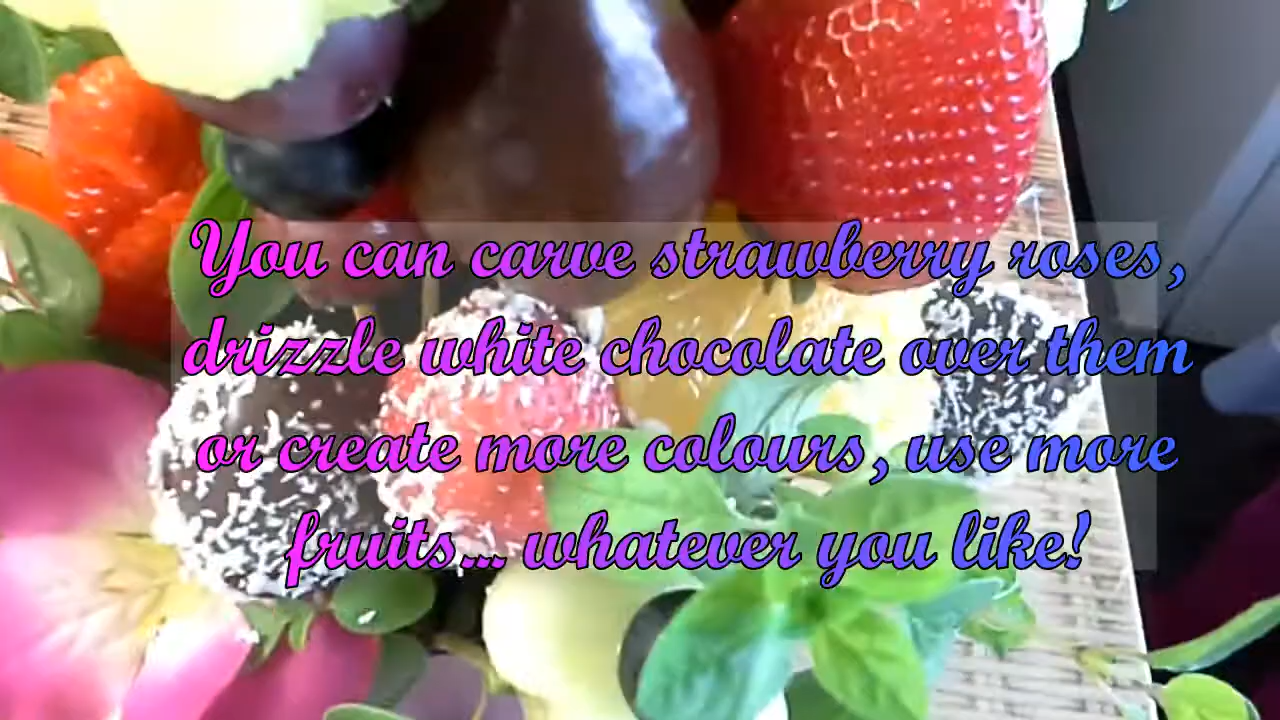 You can carve strawberry roses,
drizzle white chocolate over them
or create more colours, use more
fruits... whatever you like!